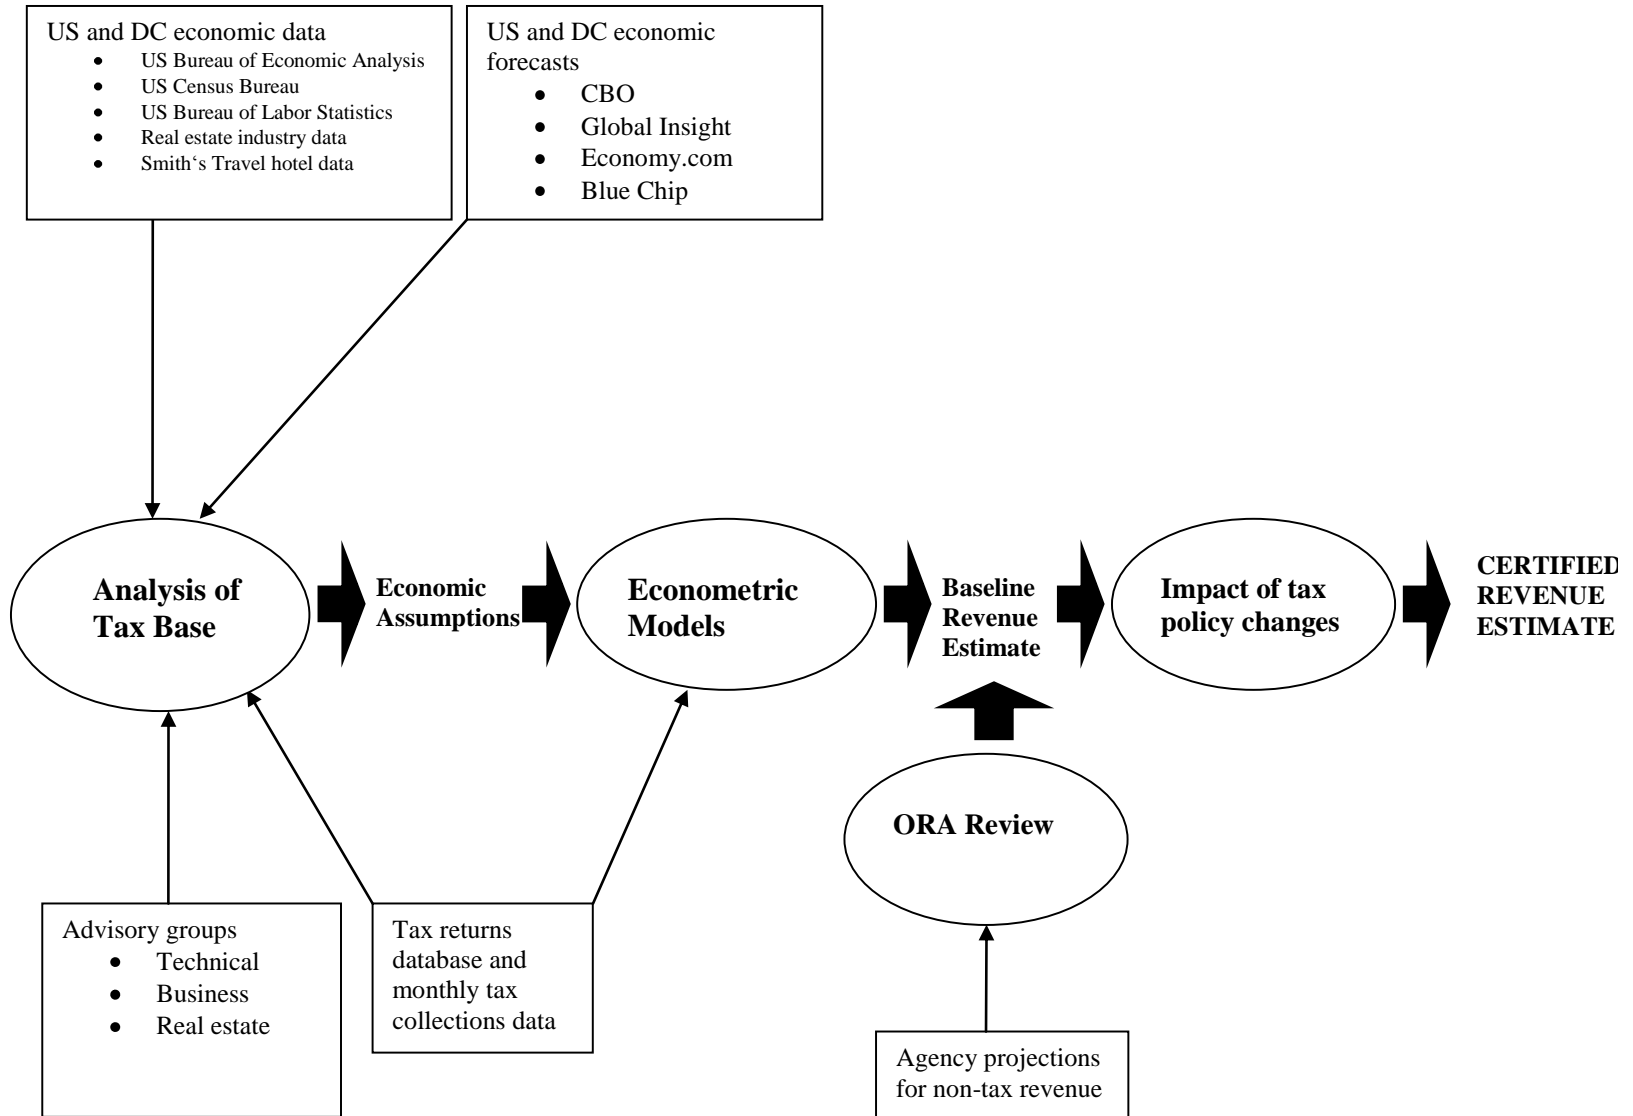 US and DC economic data
• US Bureau of Economic Analysis
• US Census Bureau
• US Bureau of Labor Statistics
• Real estate industry data
• Smith‘s Travel hotel data
US and DC economic
forecasts
• CBO
• Global Insight
• Economy.com
• Blue Chip
Analysis of
Tax Base
Economic
Assumptions
Econometric
Models
Baseline
Revenue
Estimate
Impact of tax
policy changes
CERTIFIED
REVENUE
ESTIMATE
ORA Review
Advisory groups
• Technical
• Business
• Real estate
Tax returns
database and
monthly tax
collections data
Agency projections
for non-tax revenue